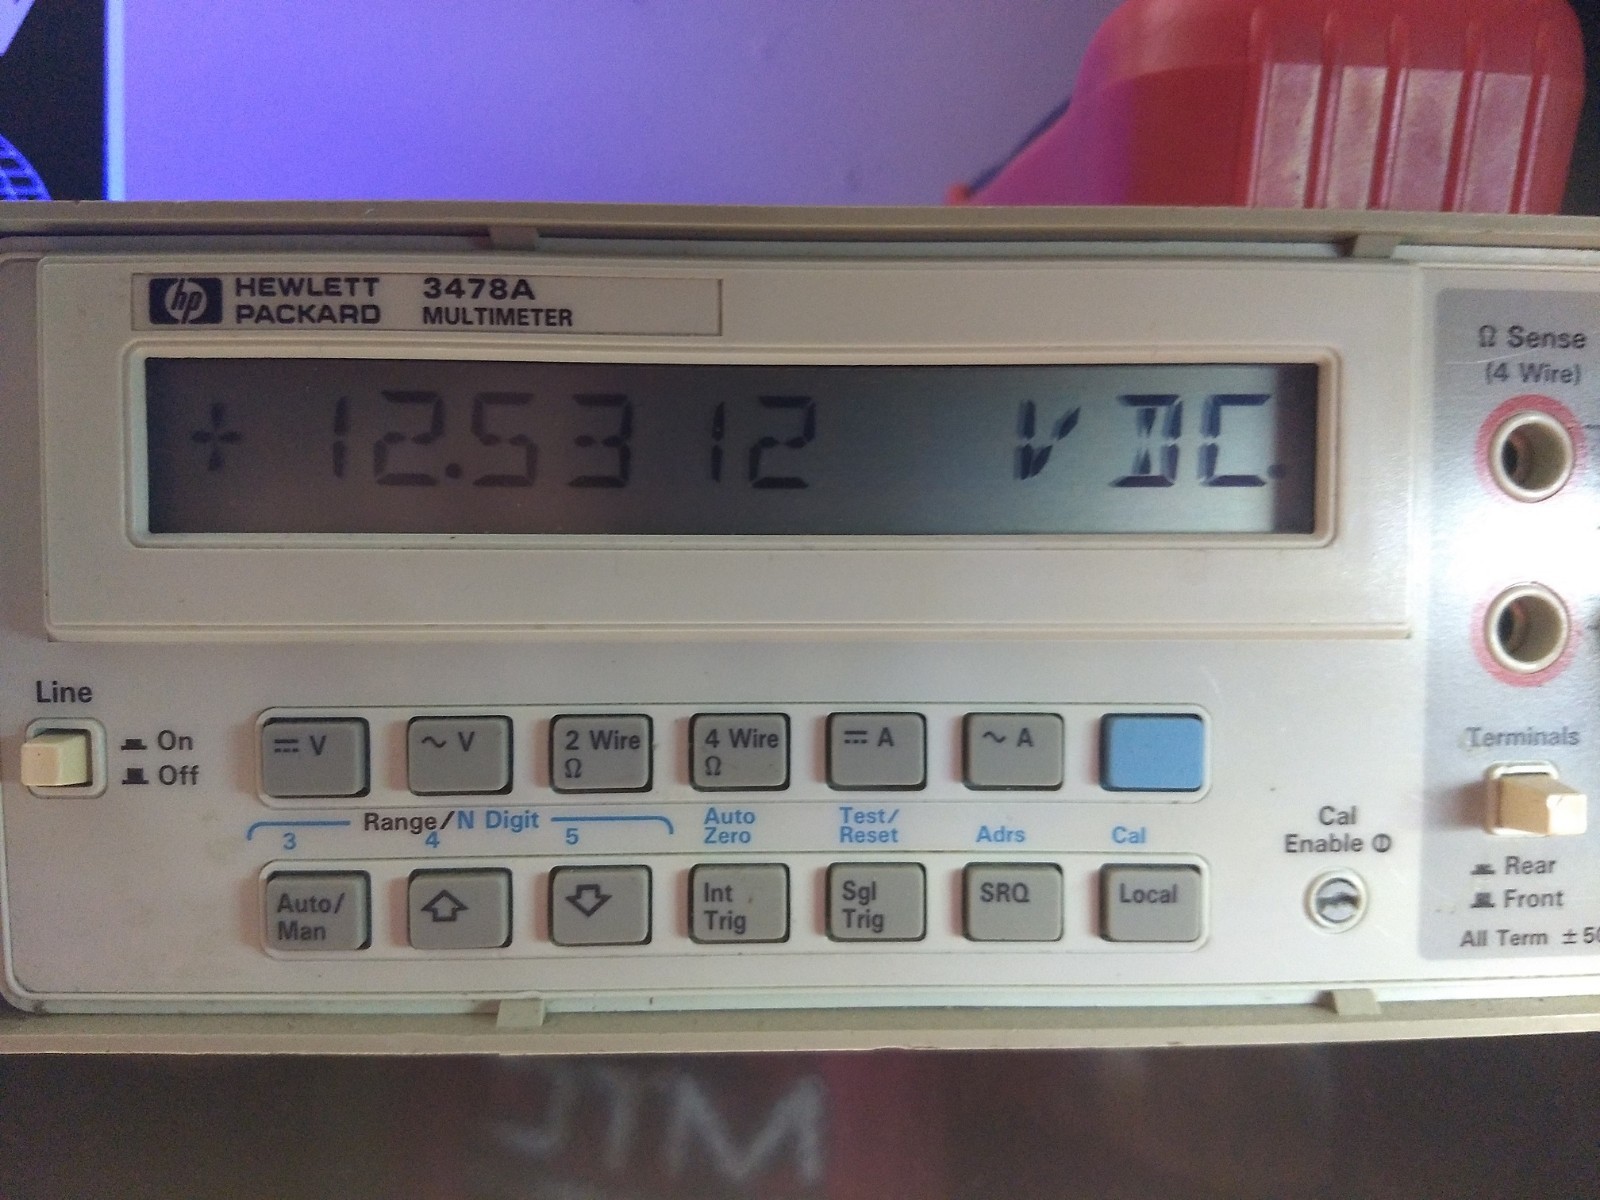 hp HEWLETT PACKARD 3478A MULTIMETER
+ 12.5312 VDC.
Ω Sense
(4 Wire)
Line
On
Off
⎓ V
~ V
2 Wire Ω
4 Wire Ω
⎓ A
~ A
Range/N Digit
3
4
5
Auto Zero
Test/Reset
Adrs
Cal
Auto/Man
Int Trig
Sgl Trig
SRQ
Local
Cal
Enable
Terminals
Rear
Front
All Term ± 50
JTM